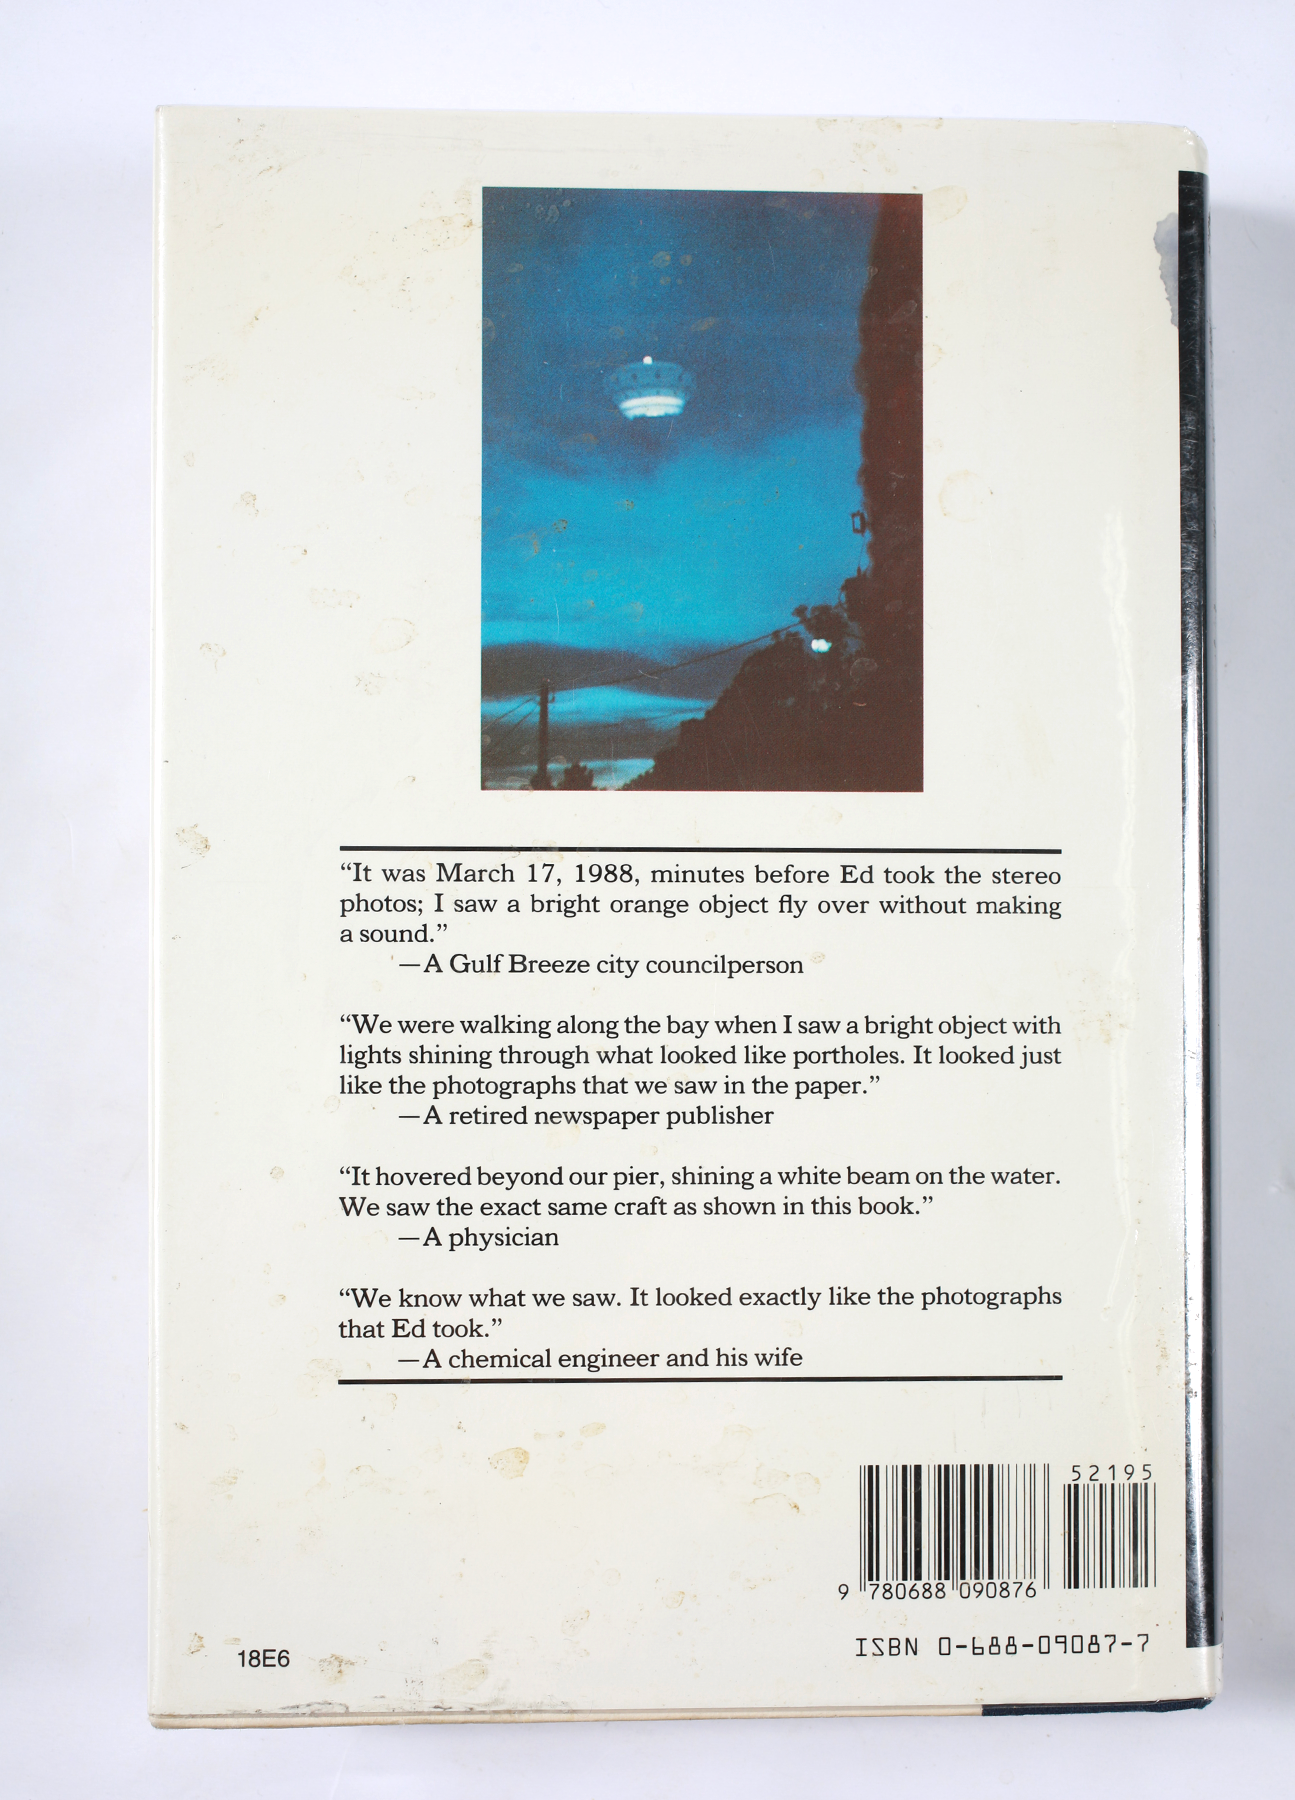 “It was March 17, 1988, minutes before Ed took the stereo
photos; I saw a bright orange object fly over without making
a sound.”
—A Gulf Breeze city councilperson
“We were walking along the bay when I saw a bright object with
lights shining through what looked like portholes. It looked just
like the photographs that we saw in the paper.”
—A retired newspaper publisher
“It hovered beyond our pier, shining a white beam on the water.
We saw the exact same craft as shown in this book.”
—A physician
“We know what we saw. It looked exactly like the photographs
that Ed took.”
—A chemical engineer and his wife
52195
9 780688 090876
ISBN 0-688-09087-7
18E6